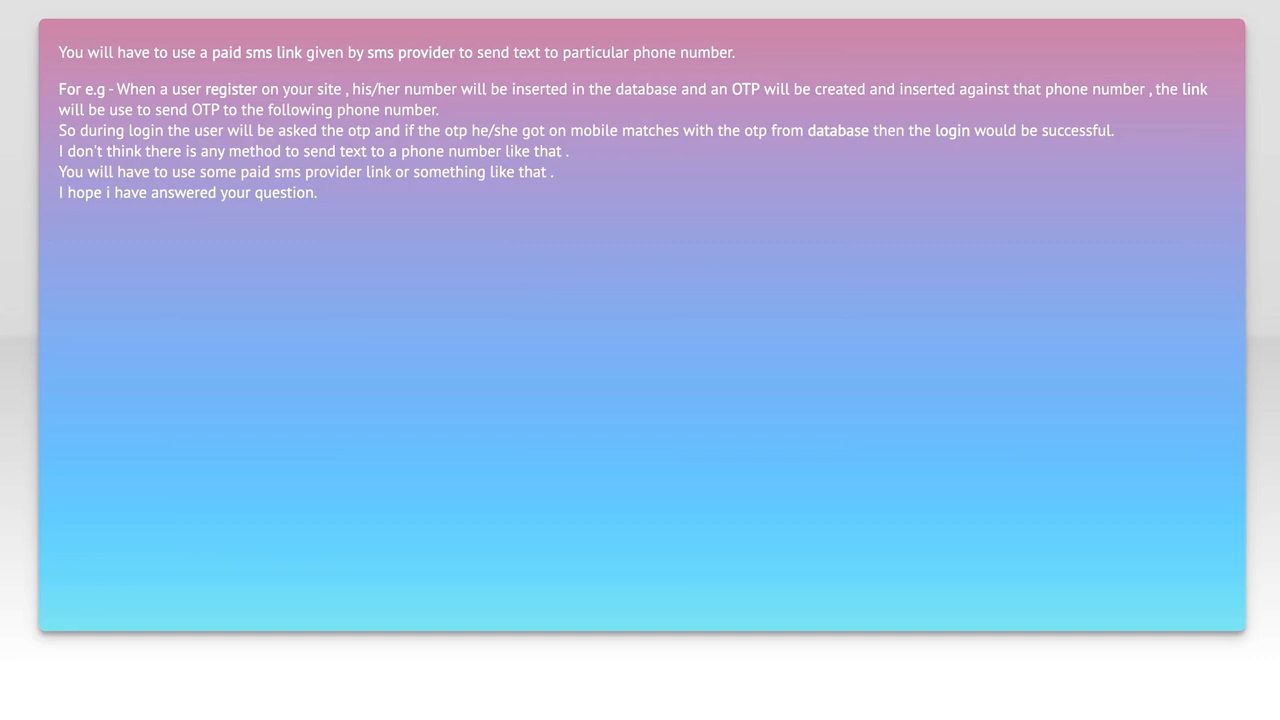 You will have to use a paid sms link given by sms provider to send text to particular phone number.
For e.g - When a user register on your site , his/her number will be inserted in the database and an OTP will be created and inserted against that phone number , the link
will be use to send OTP to the following phone number.
So during login the user will be asked the otp and if the otp he/she got on mobile matches with the otp from database then the login would be successful.
I don't think there is any method to send text to a phone number like that .
You will have to use some paid sms provider link or something like that .
I hope i have answered your question.